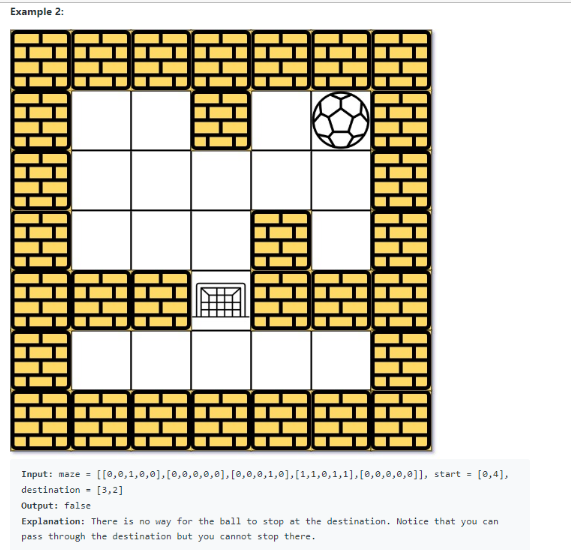 Example 2:
Input: maze = [[0,0,1,0,0],[0,0,0,0,0],[0,0,0,1,0],[1,1,0,1,1],[0,0,0,0,0]], start = [0,4],
destination = [3,2]
Output: false
Explanation: There is no way for the ball to stop at the destination. Notice that you can
pass through the destination but you cannot stop there.